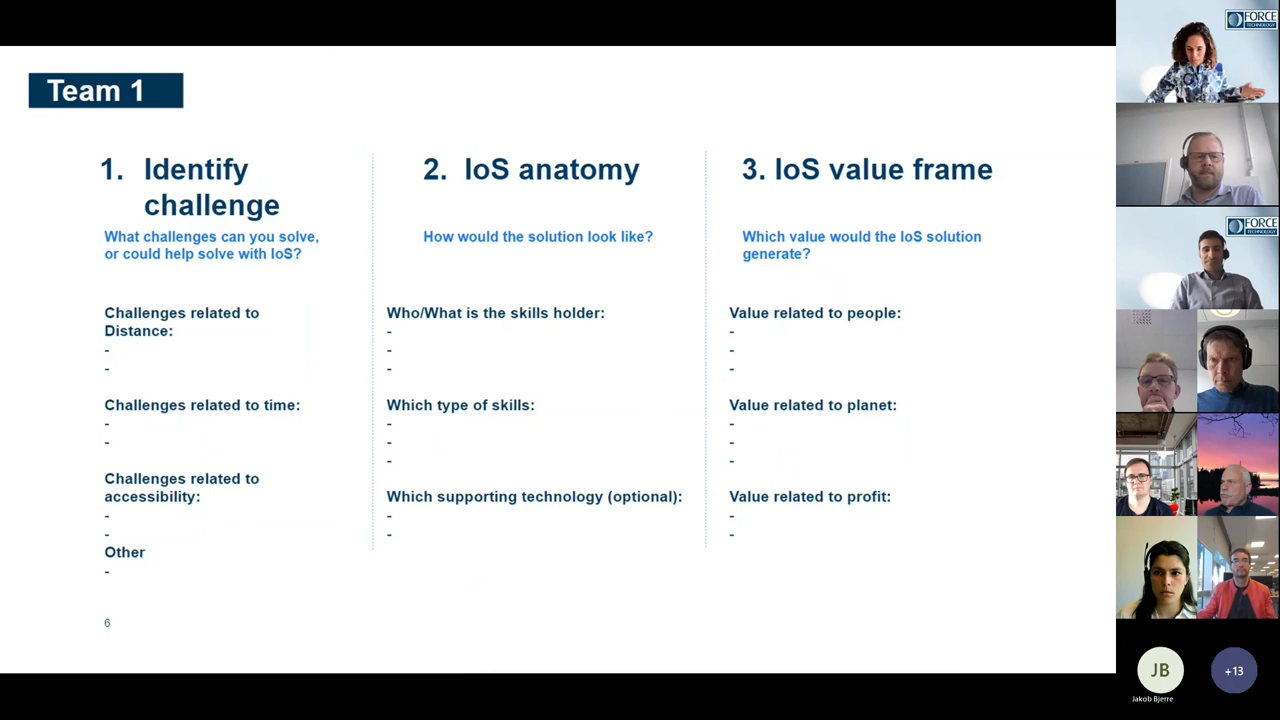 Team 1
1. Identify
challenge
What challenges can you solve,
or could help solve with IoS?
Challenges related to
Distance:
-
-
Challenges related to time:
-
-
Challenges related to
accessibility:
-
-
Other
-
6
2. IoS anatomy
How would the solution look like?
Who/What is the skills holder:
-
-
-
Which type of skills:
-
-
-
Which supporting technology (optional):
-
-
3. IoS value frame
Which value would the IoS solution
generate?
Value related to people:
-
-
-
Value related to planet:
-
-
-
Value related to profit:
-
-
FORCE
TECHNOLOGY
FORCE
TECHNOLOGY
JB
Jakob Bjerre
+13